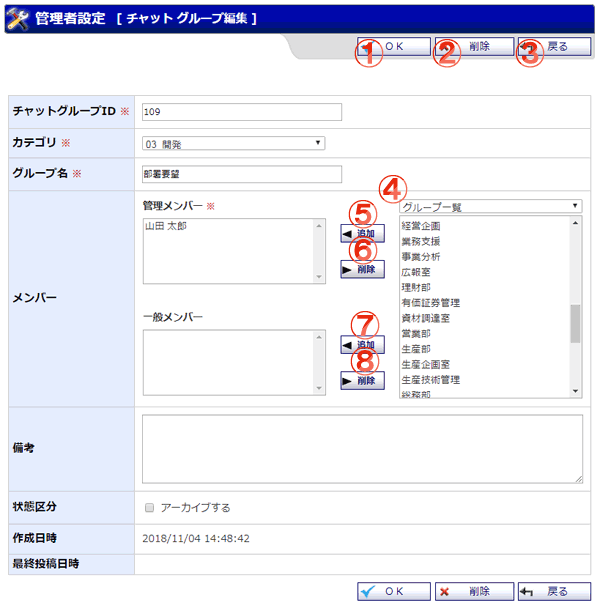 管理者設定 [ チャット グループ編集 ]
① OK ② 削除 ③ 戻る
チャットグループID ※ 109
カテゴリ ※ 03 開発
グループ名 ※ 部署要望
④
管理メンバー ※ ⑤ グループ一覧
山田 太郎 追加 経営企画
業務支援
⑥ 事業分析
削除 広報室
理財部
メンバー 有価証券管理
一般メンバー ⑦ 資材調達室
営業部
追加 生産部
⑧ 生産企画室
削除 生産技術管理
総務部
備考
状態区分 アーカイブする
作成日時 2018/11/04 14:48:42
最終投稿日時
OK 削除 戻る